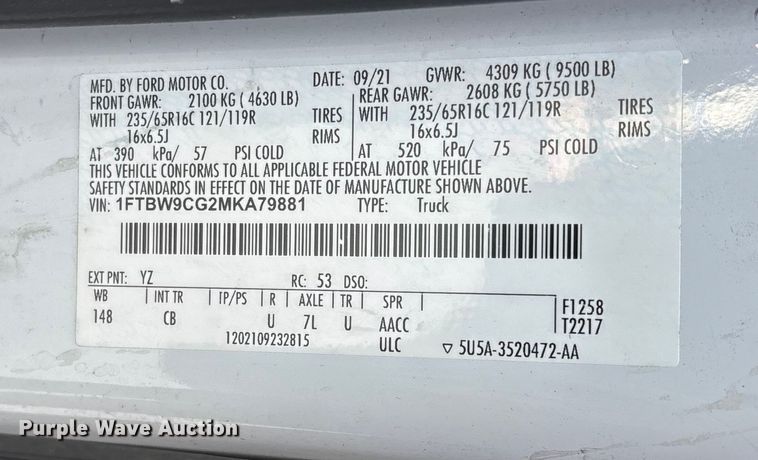 MFD. BY FORD MOTOR CO. DATE: 09/21 GVWR: 4309 KG ( 9500 LB)
FRONT GAWR: 2100 KG ( 4630 LB) REAR GAWR: 2608 KG ( 5750 LB)
WITH 235/65R16C 121/119R TIRES WITH 235/65R16C 121/119R TIRES
16x6.5J RIMS 16x6.5J RIMS
AT 390 kPa/ 57 PSI COLD AT 520 kPa/ 75 PSI COLD
THIS VEHICLE CONFORMS TO ALL APPLICABLE FEDERAL MOTOR VEHICLE
SAFETY STANDARDS IN EFFECT ON THE DATE OF MANUFACTURE SHOWN ABOVE.
VIN: 1FTBW9CG2MKA79881 TYPE: Truck
EXT PNT: YZ RC: 53 DSO:
WB INT TR TP/PS R AXLE TR SPR F1258
148 CB U 7L U AACC T2217
1202109232815 ULC ▽ 5U5A-3520472-AA
Purple Wave Auction